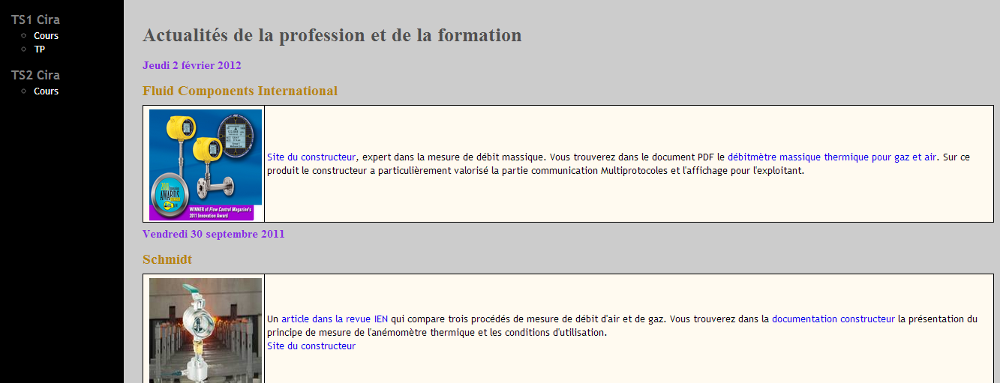 TS1 Cira
Cours
TP
TS2 Cira
Cours
Actualités de la profession et de la formation
Jeudi 2 février 2012
Fluid Components International
AWARDS
WINNER of Flow Control Magazine's
2011 Innovation Award
Site du constructeur, expert dans la mesure de débit massique. Vous trouverez dans le document PDF le débitmètre massique thermique pour gaz et air. Sur ce
produit le constructeur a particulièrement valorisé la partie communication Multiprotocoles et l'affichage pour l'exploitant.
Vendredi 30 septembre 2011
Schmidt
Un article dans la revue IEN qui compare trois procédés de mesure de débit d'air et de gaz. Vous trouverez dans la documentation constructeur la présentation du
principe de mesure de l'anémomètre thermique et les conditions d'utilisation.
Site du constructeur